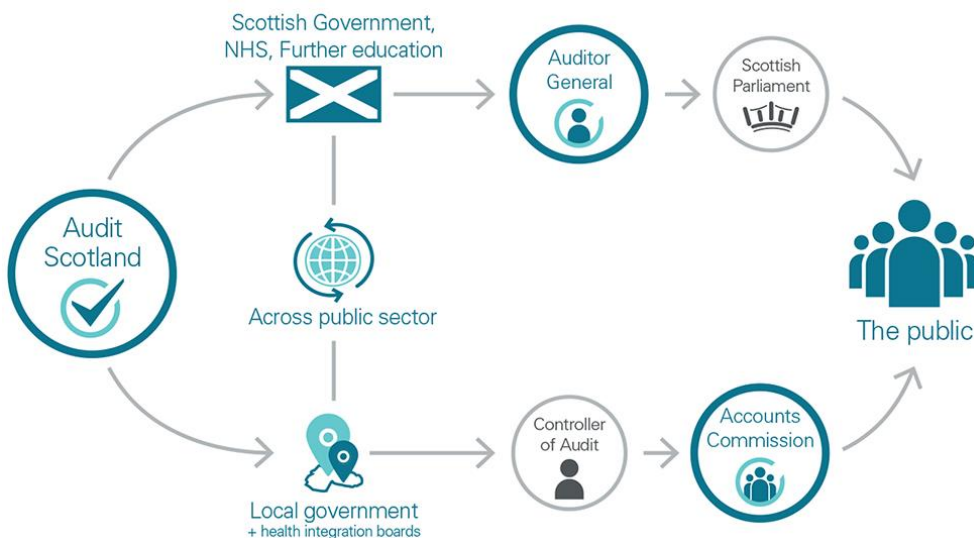 Scottish Government,
NHS, Further education
Auditor
General
Scottish
Parliament
Audit
Scotland
Across public sector
The public
Local government
+ health integration boards
Controller
of Audit
Accounts
Commission